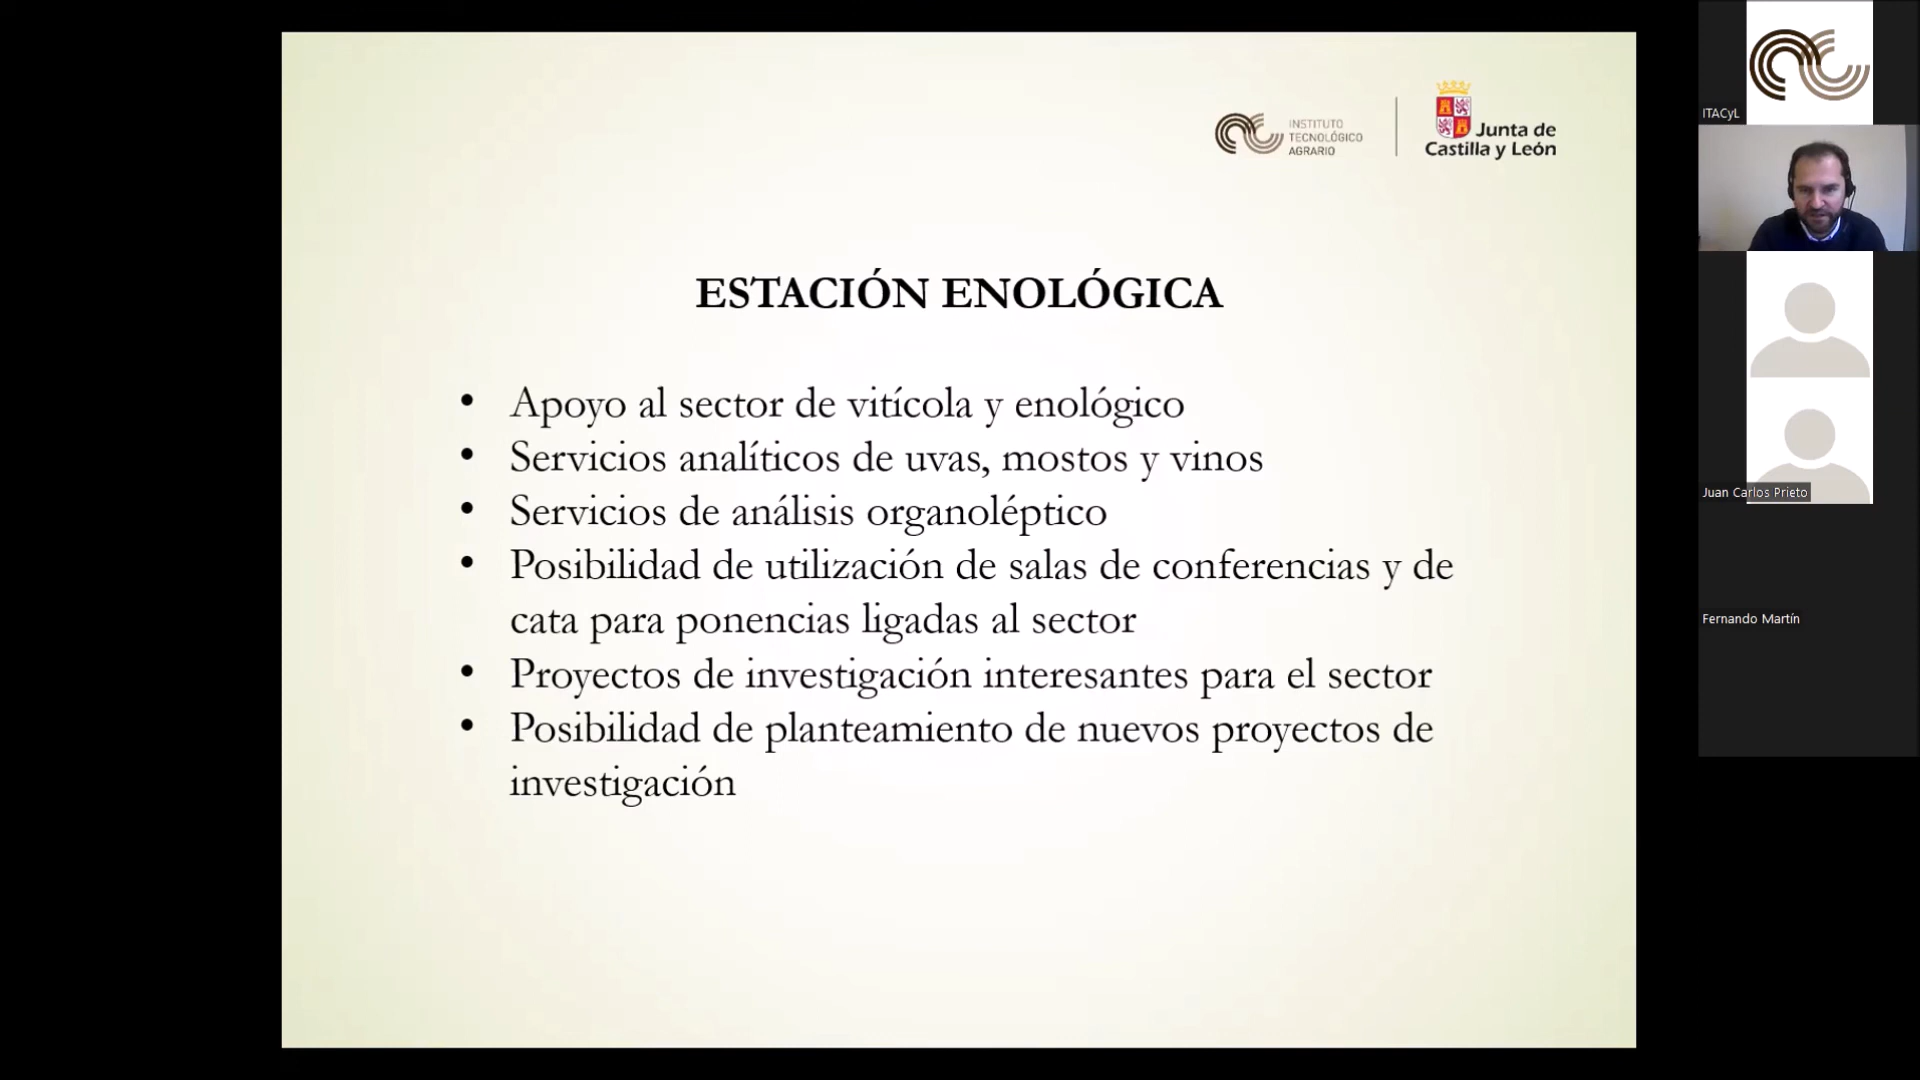 INSTITUTO
TECNOLÓGICO
AGRARIO
Junta de
Castilla y León
ESTACIÓN ENOLÓGICA
• Apoyo al sector de vitícola y enológico
• Servicios analíticos de uvas, mostos y vinos
• Servicios de análisis organoléptico
• Posibilidad de utilización de salas de conferencias y de
cata para ponencias ligadas al sector
• Proyectos de investigación interesantes para el sector
• Posibilidad de planteamiento de nuevos proyectos de
investigación
ITACyL
Juan Carlos Prieto
Fernando Martín